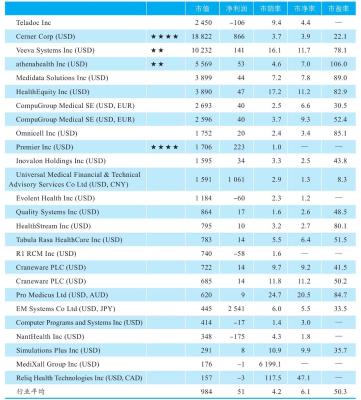 市值 净利润 市销率 市净率 市盈率
Teladoc Inc 2 450 -106 9.4 4.4 —
Cerner Corp (USD) ★★★★ 18 822 866 3.7 3.9 22.1
Veeva Systems Inc (USD) ★★ 10 232 141 16.1 11.7 78.1
athenahealth Inc (USD) ★★ 5 569 53 4.6 7.0 106.0
Medidata Solutions Inc (USD) 3 899 44 7.2 7.8 89.0
HealthEquity Inc (USD) 3 890 47 17.2 11.2 82.9
CompuGroup Medical SE (USD, EUR) 2 693 40 2.5 6.6 30.5
CompuGroup Medical SE (USD, EUR) 2 596 40 3.7 9.3 52.4
Omnicell Inc (USD) 1 752 20 2.4 3.4 85.1
Premier Inc (USD) ★★★★ 1 706 223 1.0 — —
Inovalon Holdings Inc (USD) 1 595 34 3.3 2.5 43.8
Universal Medical Financial & Technical
Advisory Services Co Ltd (USD, CNY) 1 591 1 061 2.9 1.3 8.3
Evolent Health Inc (USD) 1 184 -60 2.3 1.2 —
Quality Systems Inc (USD) 864 17 1.6 2.6 48.5
HealthStream Inc (USD) 795 10 3.2 2.7 80.1
Tabula Rasa HealthCare Inc (USD) 783 14 5.5 6.4 51.5
R1 RCM Inc (USD) 740 -58 1.6 — —
Craneware PLC (USD) 722 14 9.7 9.2 41.5
Craneware PLC (USD) 685 14 11.8 11.2 50.2
Pro Medicus Ltd (USD, AUD) 620 9 24.7 20.5 84.7
EM Systems Co Ltd (USD, JPY) 445 2 541 6.0 5.5 33.5
Computer Programs and Systems Inc (USD) 414 -17 1.4 3.0 —
NantHealth Inc (USD) 348 -175 4.3 1.8 —
Simulations Plus Inc (USD) 291 8 10.9 9.9 35.7
MediXall Group Inc (USD) 176 -1 6 199.1 — —
Reliq Health Technologies Inc (USD, CAD) 157 -3 117.5 47.1 —
行业平均 984 51 4.2 6.1 50.3